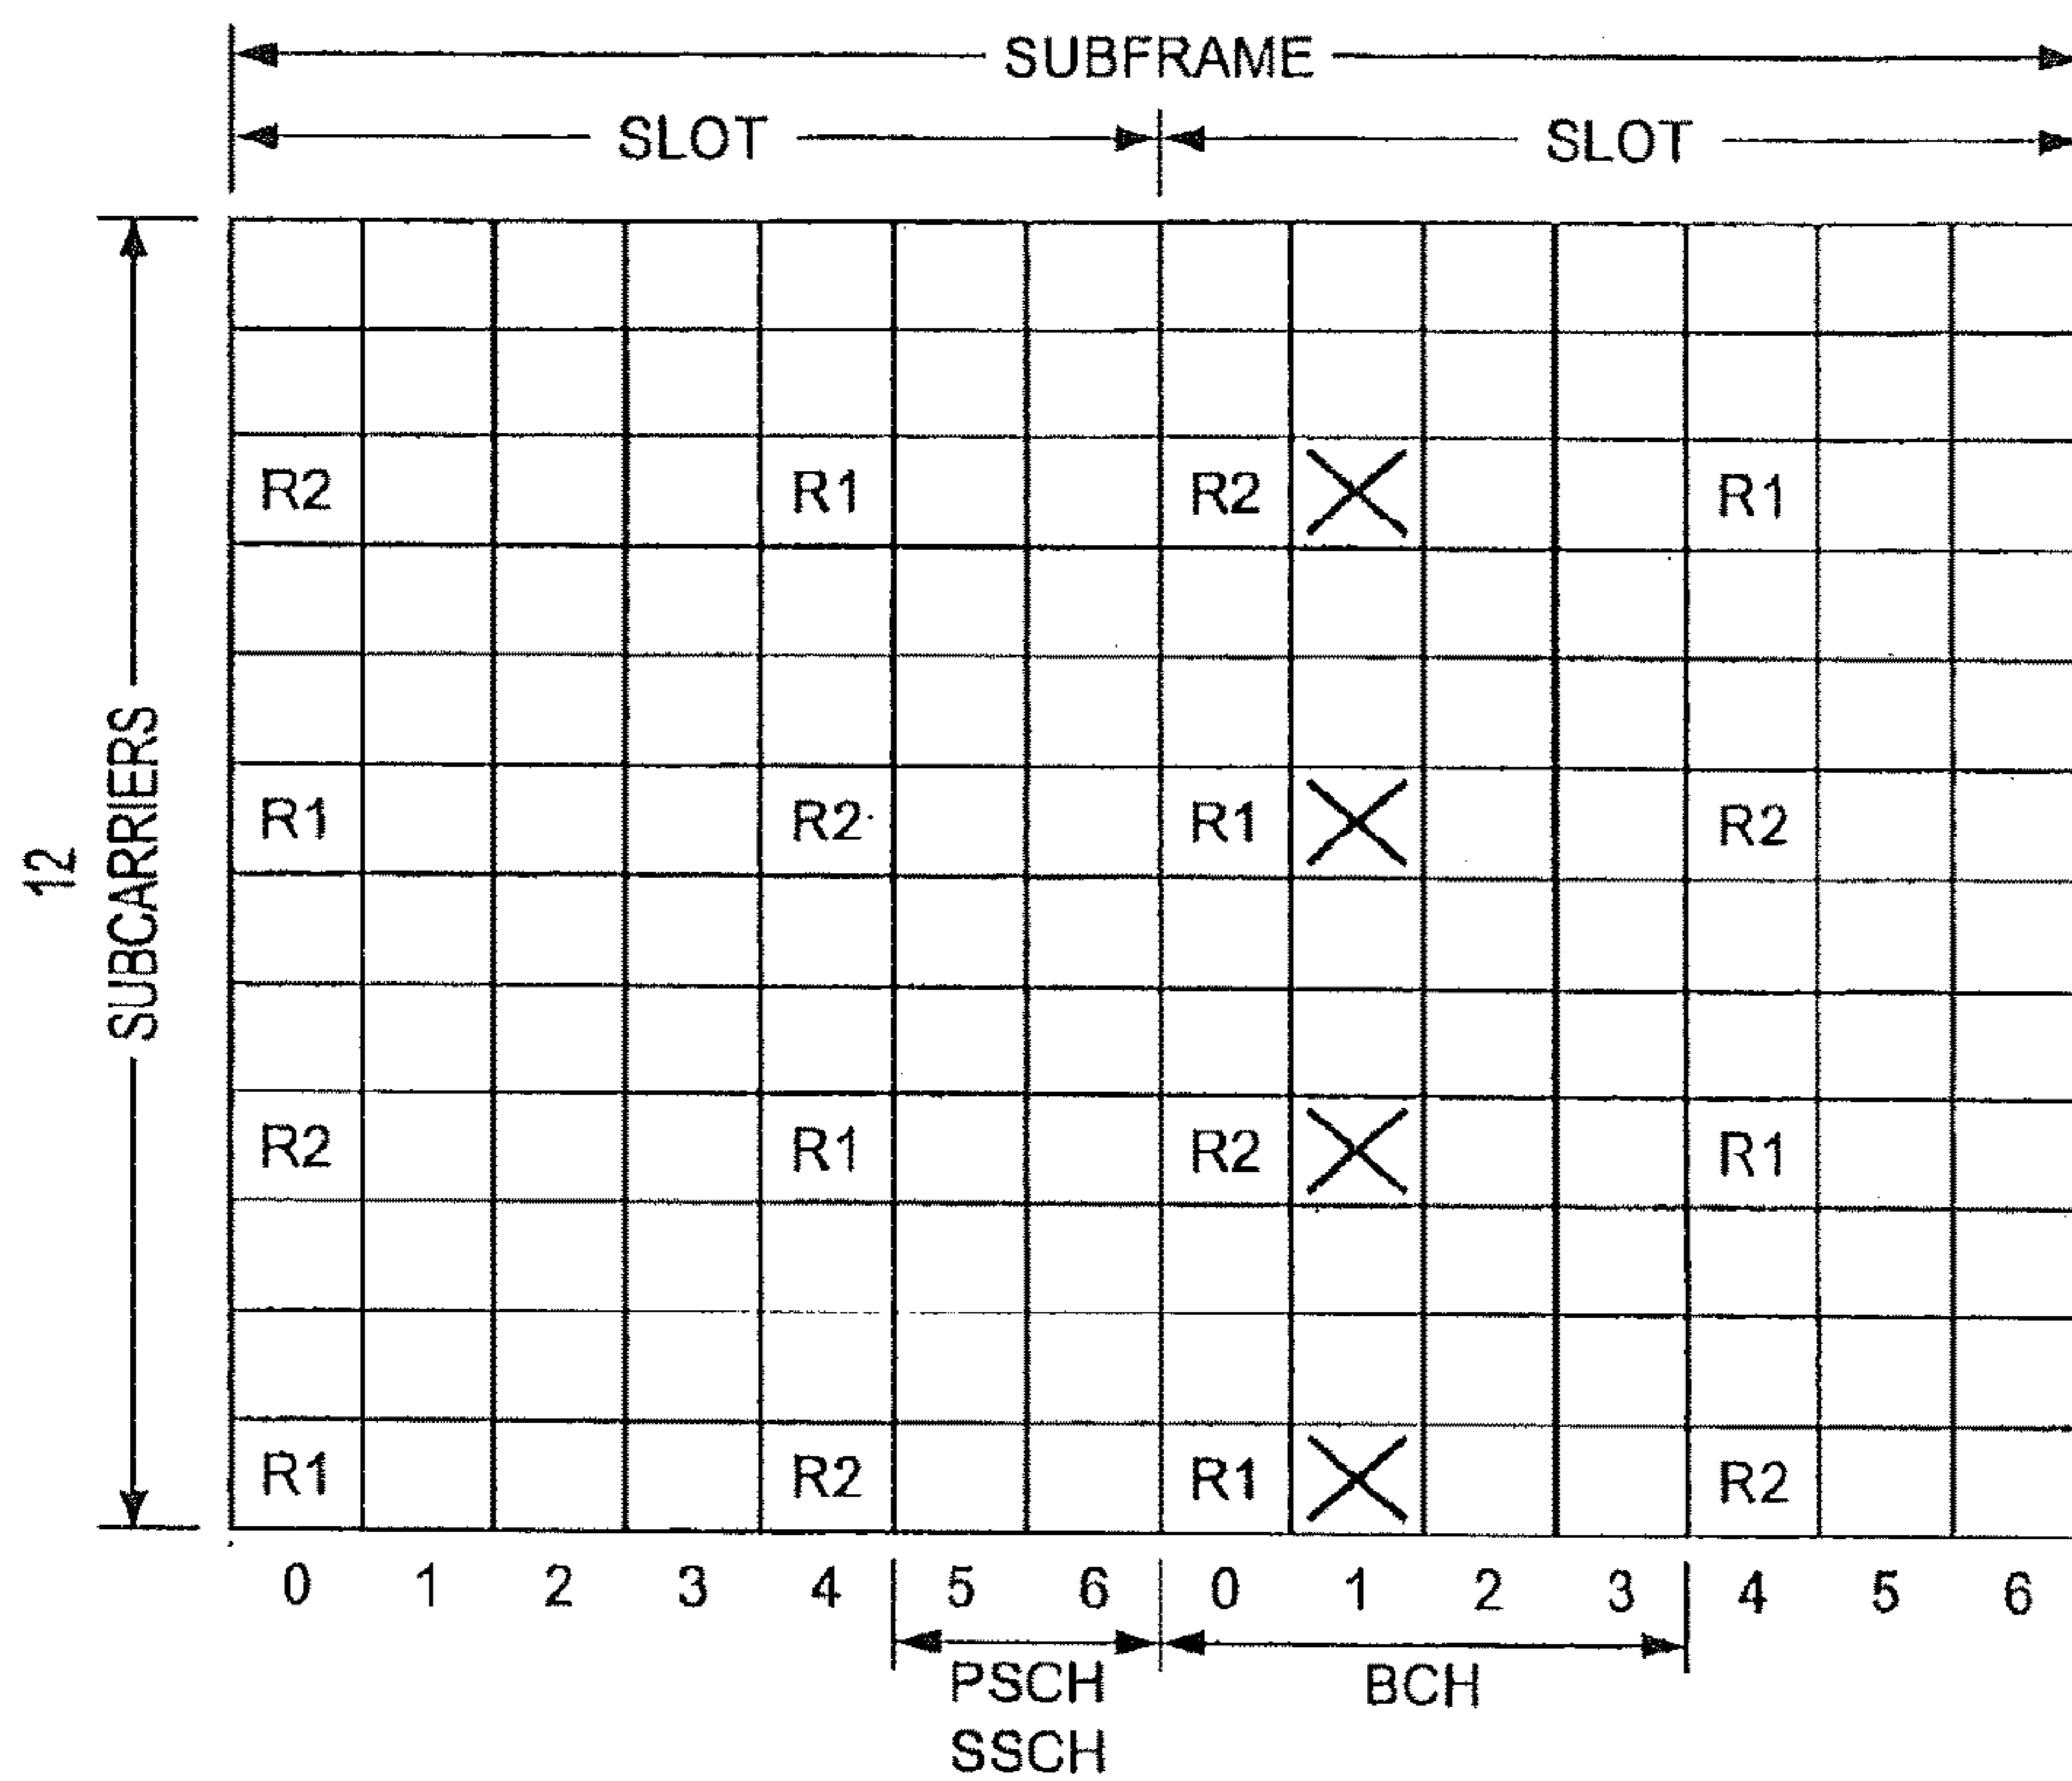 SUBFRAME
SLOT SLOT
R2 R1 R2 R1
12
SUBCARRIERS
R1 R2 R1 R2
R2 R1 R2 R1
R1 R2 R1 R2
0 1 2 3 4 5 6 0 1 2 3 4 5 6
PSCH BCH
SSCH